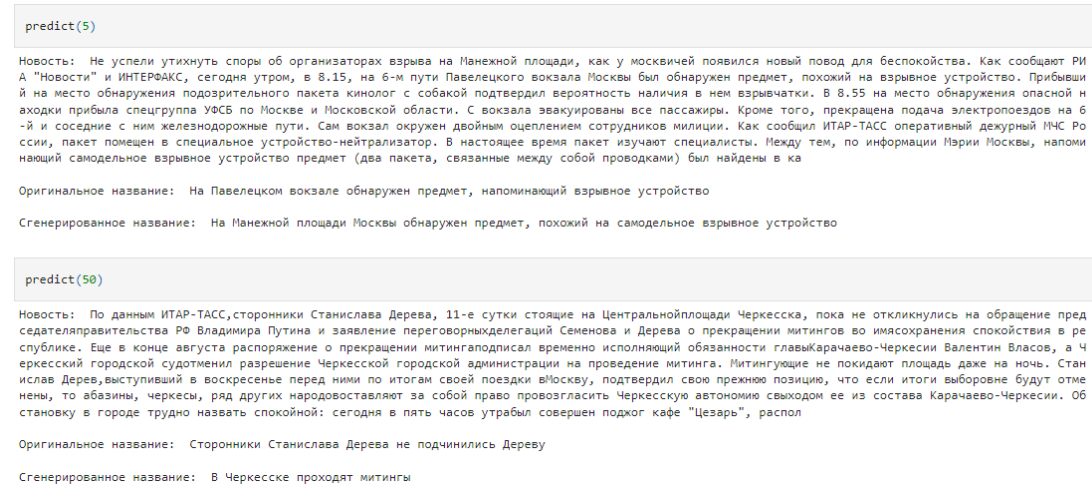 predict(5)
Новость:  Не успели утихнуть споры об организаторах взрыва на Манежной площади, как у москвичей появился новый повод для беспокойства. Как сообщают РИ
А "Новости" и ИНТЕРФАКС, сегодня утром, в 8.15, на 6-м пути Павелецкого вокзала Москвы был обнаружен предмет, похожий на взрывное устройство. Прибывши
й на место обнаружения подозрительного пакета кинолог с собакой подтвердил вероятность наличия в нем взрывчатки. В 8.55 на место обнаружения опасной н
аходки прибыла спецгруппа УФСБ по Москве и Московской области. С вокзала эвакуированы все пассажиры. Кроме того, прекращена подача электропоездов на 6
-й и соседние с ним железнодорожные пути. Сам вокзал окружен двойным оцеплением сотрудников милиции. Как сообщил ИТАР-ТАСС оперативный дежурный МЧС Ро
ссии, пакет помещен в специальное устройство-нейтрализатор. В настоящее время пакет изучают специалисты. Между тем, по информации Мэрии Москвы, напоми
нающий самодельное взрывное устройство предмет (два пакета, связанные между собой проводками) был найдены в ка
Оригинальное название:  На Павелецком вокзале обнаружен предмет, напоминающий взрывное устройство
Сгенерированное название:  На Манежной площади Москвы обнаружен предмет, похожий на самодельное взрывное устройство
predict(50)
Новость:  По данным ИТАР-ТАСС,сторонники Станислава Дерева, 11-е сутки стоящие на Центральнойплощади Черкесска, пока не откликнулись на обращение пред
седателяправительства РФ Владимира Путина и заявление переговорныхделегаций Семенова и Дерева о прекращении митингов во имясохранения спокойствия в ре
спублике. Еще в конце августа распоряжение о прекращении митингаподписал временно исполняющий обязанности главыКарачаево-Черкесии Валентин Власов, а Ч
еркесский городской судотменил разрешение Черкесской городской администрации на проведение митинга. Митингующие не покидают площадь даже на ночь. Стан
ислав Дерев,выступивший в воскресенье перед ними по итогам своей поездки вМоскву, подтвердил свою прежнюю позицию, что если итоги выборовне будут отме
нены, то абазины, черкесы, ряд других народовоставляют за собой право провозгласить Черкесскую автономию свыходом ее из состава Карачаево-Черкесии. Об
становку в городе трудно назвать спокойной: сегодня в пять часов утрабыл совершен поджог кафе "Цезарь", распол
Оригинальное название:  Сторонники Станислава Дерева не подчинились Дереву
Сгенерированное название:  В Черкесске проходят митинги